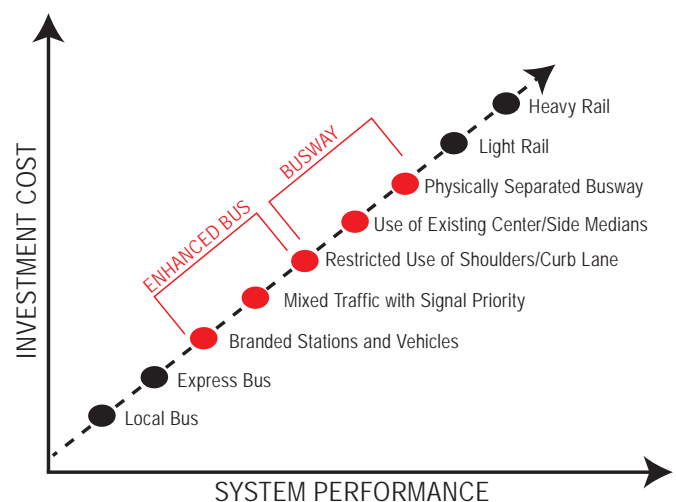 Heavy Rail
Light Rail
BUSWAY
Physically Separated Busway
Use of Existing Center/Side Medians
ENHANCED BUS
Restricted Use of Shoulders/Curb Lane
Mixed Traffic with Signal Priority
Branded Stations and Vehicles
Express Bus
Local Bus
INVESTMENT COST
SYSTEM PERFORMANCE